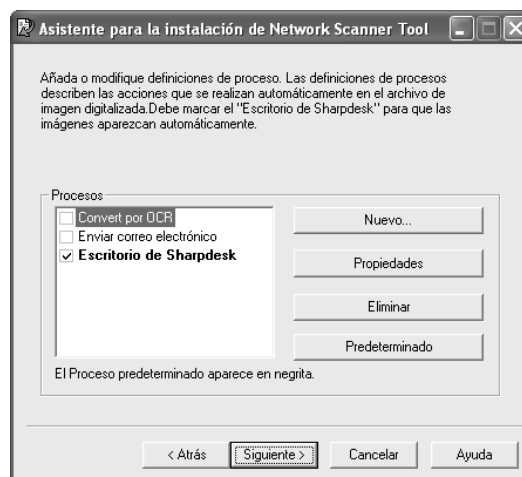 Asistente para la instalación de Network Scanner Tool
Añada o modifique definiciones de proceso. Las definiciones de procesos
describen las acciones que se realizan automáticamente en el archivo de
imagen digitalizada.Debe marcar el "Escritorio de Sharpdesk" para que las
imágenes aparezcan automáticamente.
Procesos
Convert por OCR
Enviar correo electrónico
Escritorio de Sharpdesk
Nuevo...
Propiedades
Eliminar
Predeterminado
El Proceso predeterminado aparece en negrita.
< Atrás
Siguiente >
Cancelar
Ayuda